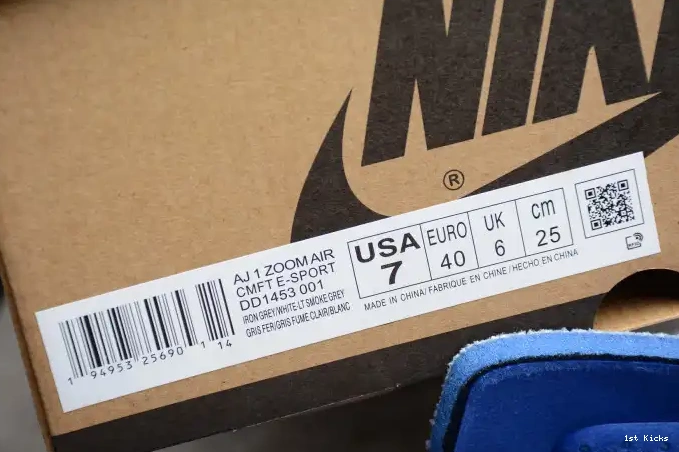 NIKE
®
AJ 1 ZOOM AIR
CMFT E-SPORT
DD1453 001
IRON GREY/WHITE-LT SMOKE GREY
GRIS FER/GRIS FUME CLAIR/BLANC
1 94953 25690 1 14
USA
7
EURO
40
UK
6
cm
25
MADE IN CHINA/ FABRIQUE EN CHINE / HECHO EN CHINA
1st Kicks